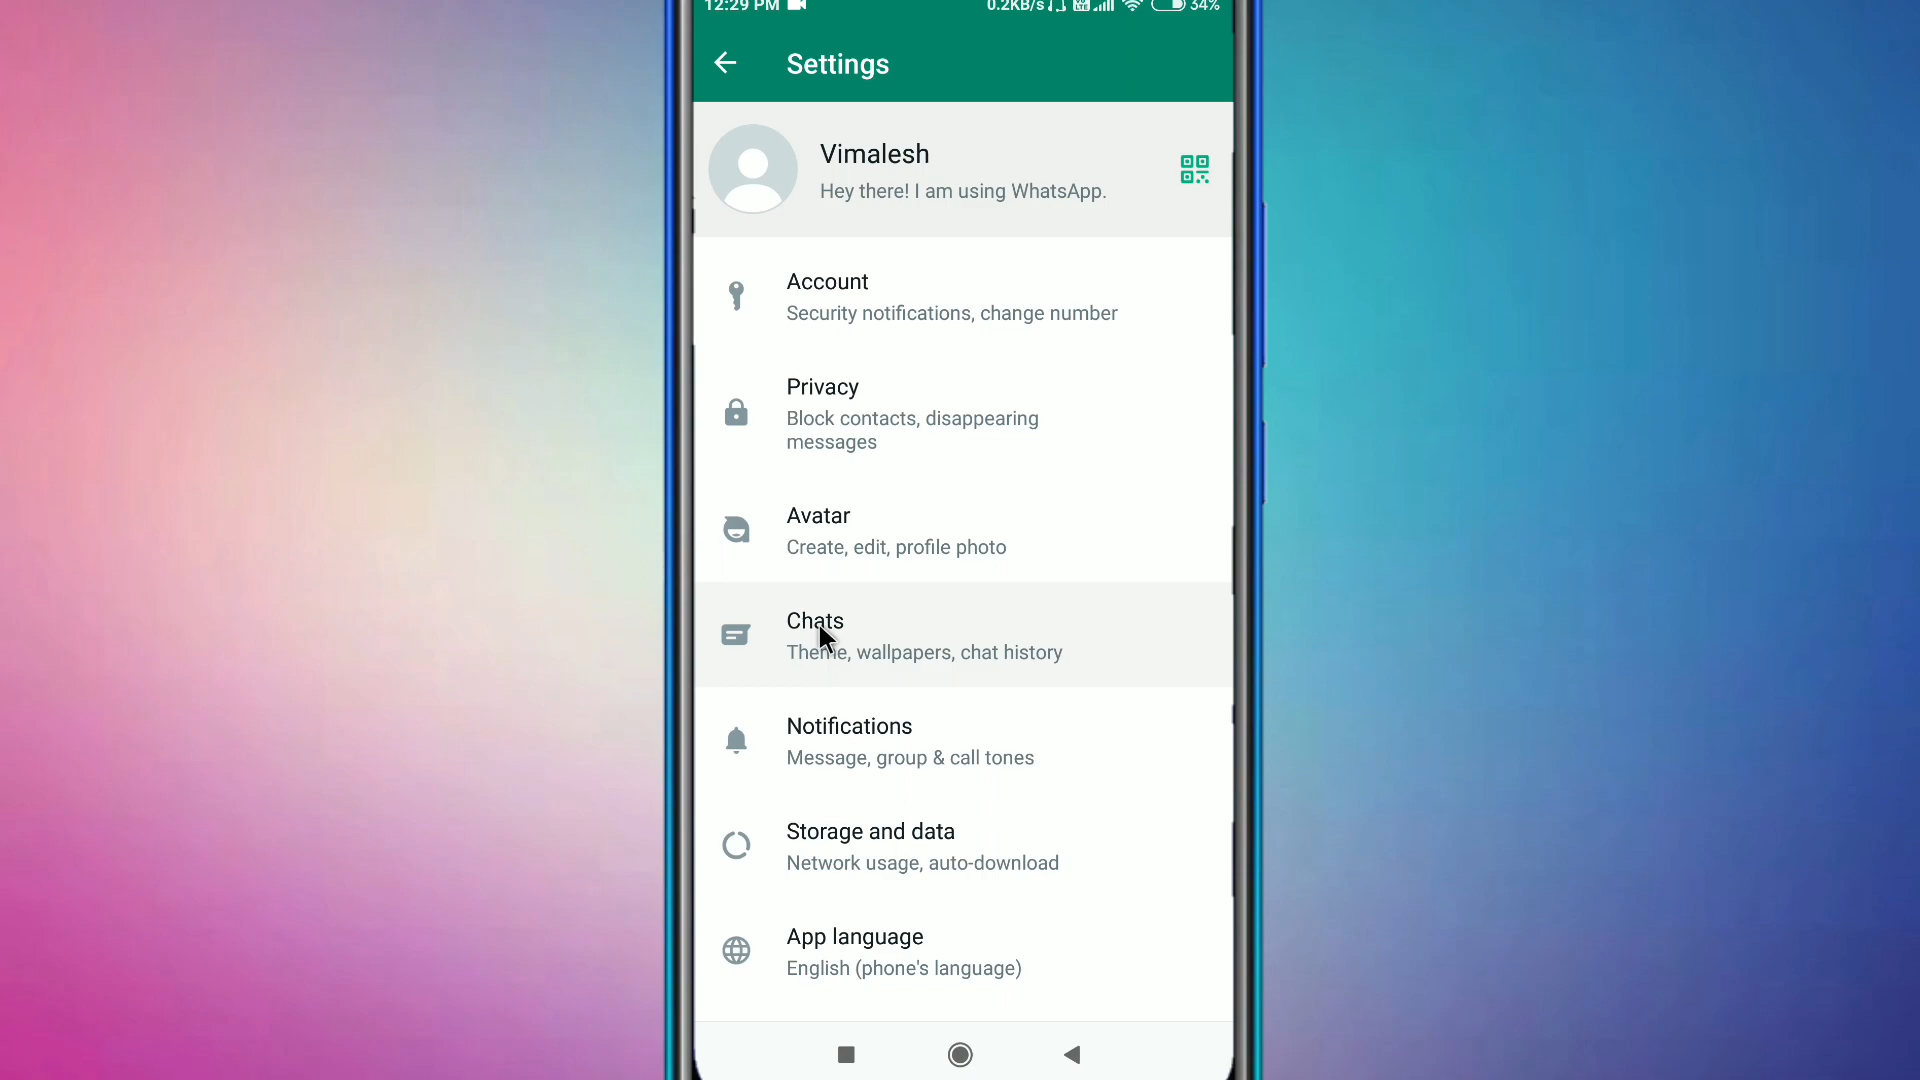 12:29 PM 0.2KB/s 34%
Settings
Vimalesh
Hey there! I am using WhatsApp.
Account
Security notifications, change number
Privacy
Block contacts, disappearing
messages
Avatar
Create, edit, profile photo
Chats
Theme, wallpapers, chat history
Notifications
Message, group & call tones
Storage and data
Network usage, auto-download
App language
English (phone's language)